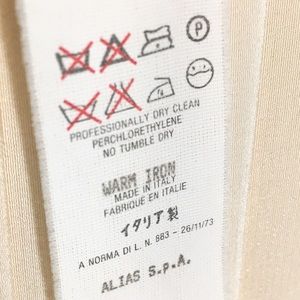 P
PROFESSIONALLY DRY CLEAN
PERCHLORETHYLENE
NO TUMBLE DRY
WARM IRON
MADE IN ITALY
FABRIQUE EN ITALIE
イタリア製
A NORMA DI L. N. 883 - 26/11/73
ALIAS S.p.A.